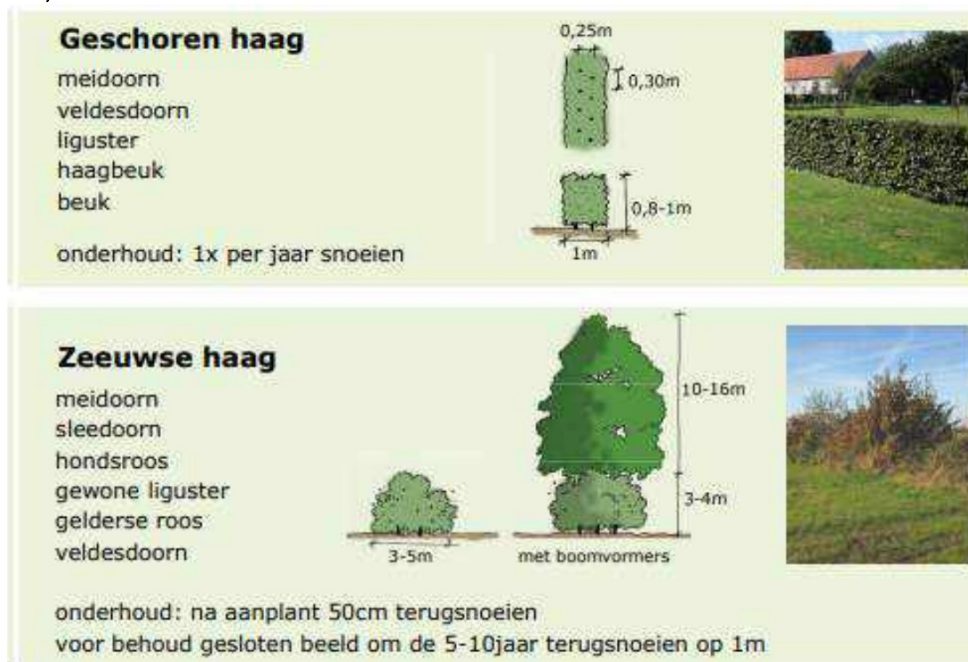 Geschoren haag
meidoorn
veldesdoorn
liguster
haagbeuk
beuk
onderhoud: 1x per jaar snoeien
0,25m
0,30m
0,8-1m
1m
Zeeuwse haag
meidoorn
sleedoorn
hondsroos
gewone liguster
gelderse roos
veldesdoorn
3-5m
10-16m
3-4m
met boomvormers
onderhoud: na aanplant 50cm terugsnoeien
voor behoud gesloten beeld om de 5-10jaar terugsnoeien op 1m